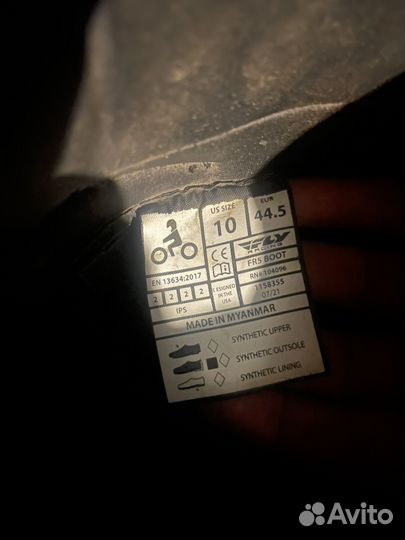 US SIZE
10
EUR
44.5
EN 13634:2017
CE
FLY
RACING
FR5 BOOT
2 2 2 2
IPS
DESIGNED
IN THE
USA
RN# 104096
1158355
07/21
MADE IN MYANMAR
SYNTHETIC UPPER
SYNTHETIC OUTSOLE
SYNTHETIC LINING
Avito